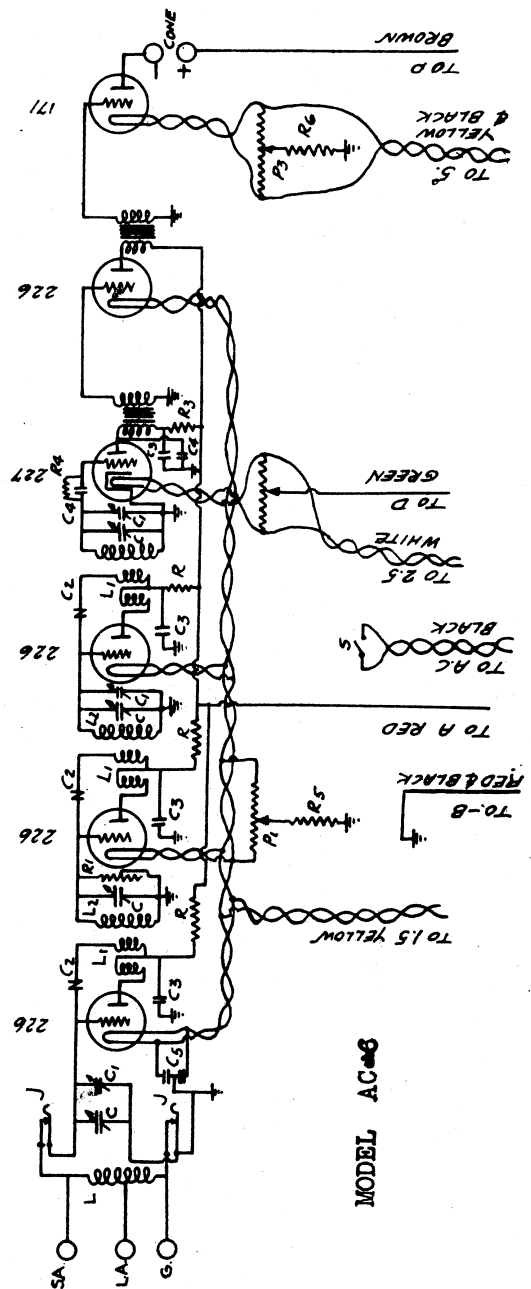 SA.
LA.
G.
L
J
J
C
C1
226
C2
L1
C3
C5
R
226
L2
C
R1
C2
L1
C3
R
P1
R5
226
L2
C
C1
C2
L1
C3
R
227
C4
R4
C
C1
C3
C4
R3
226
171
CONE
-
+
P3
R6
TO 1.5 YELLOW
TO -B
RED & BLACK
TO A RED
S
TO A.C
BLACK
TO 2.5
WHITE
TO D
GREEN
TO 5.°
YELLOW
& BLACK
TO P
BROWN
MODEL AC-6